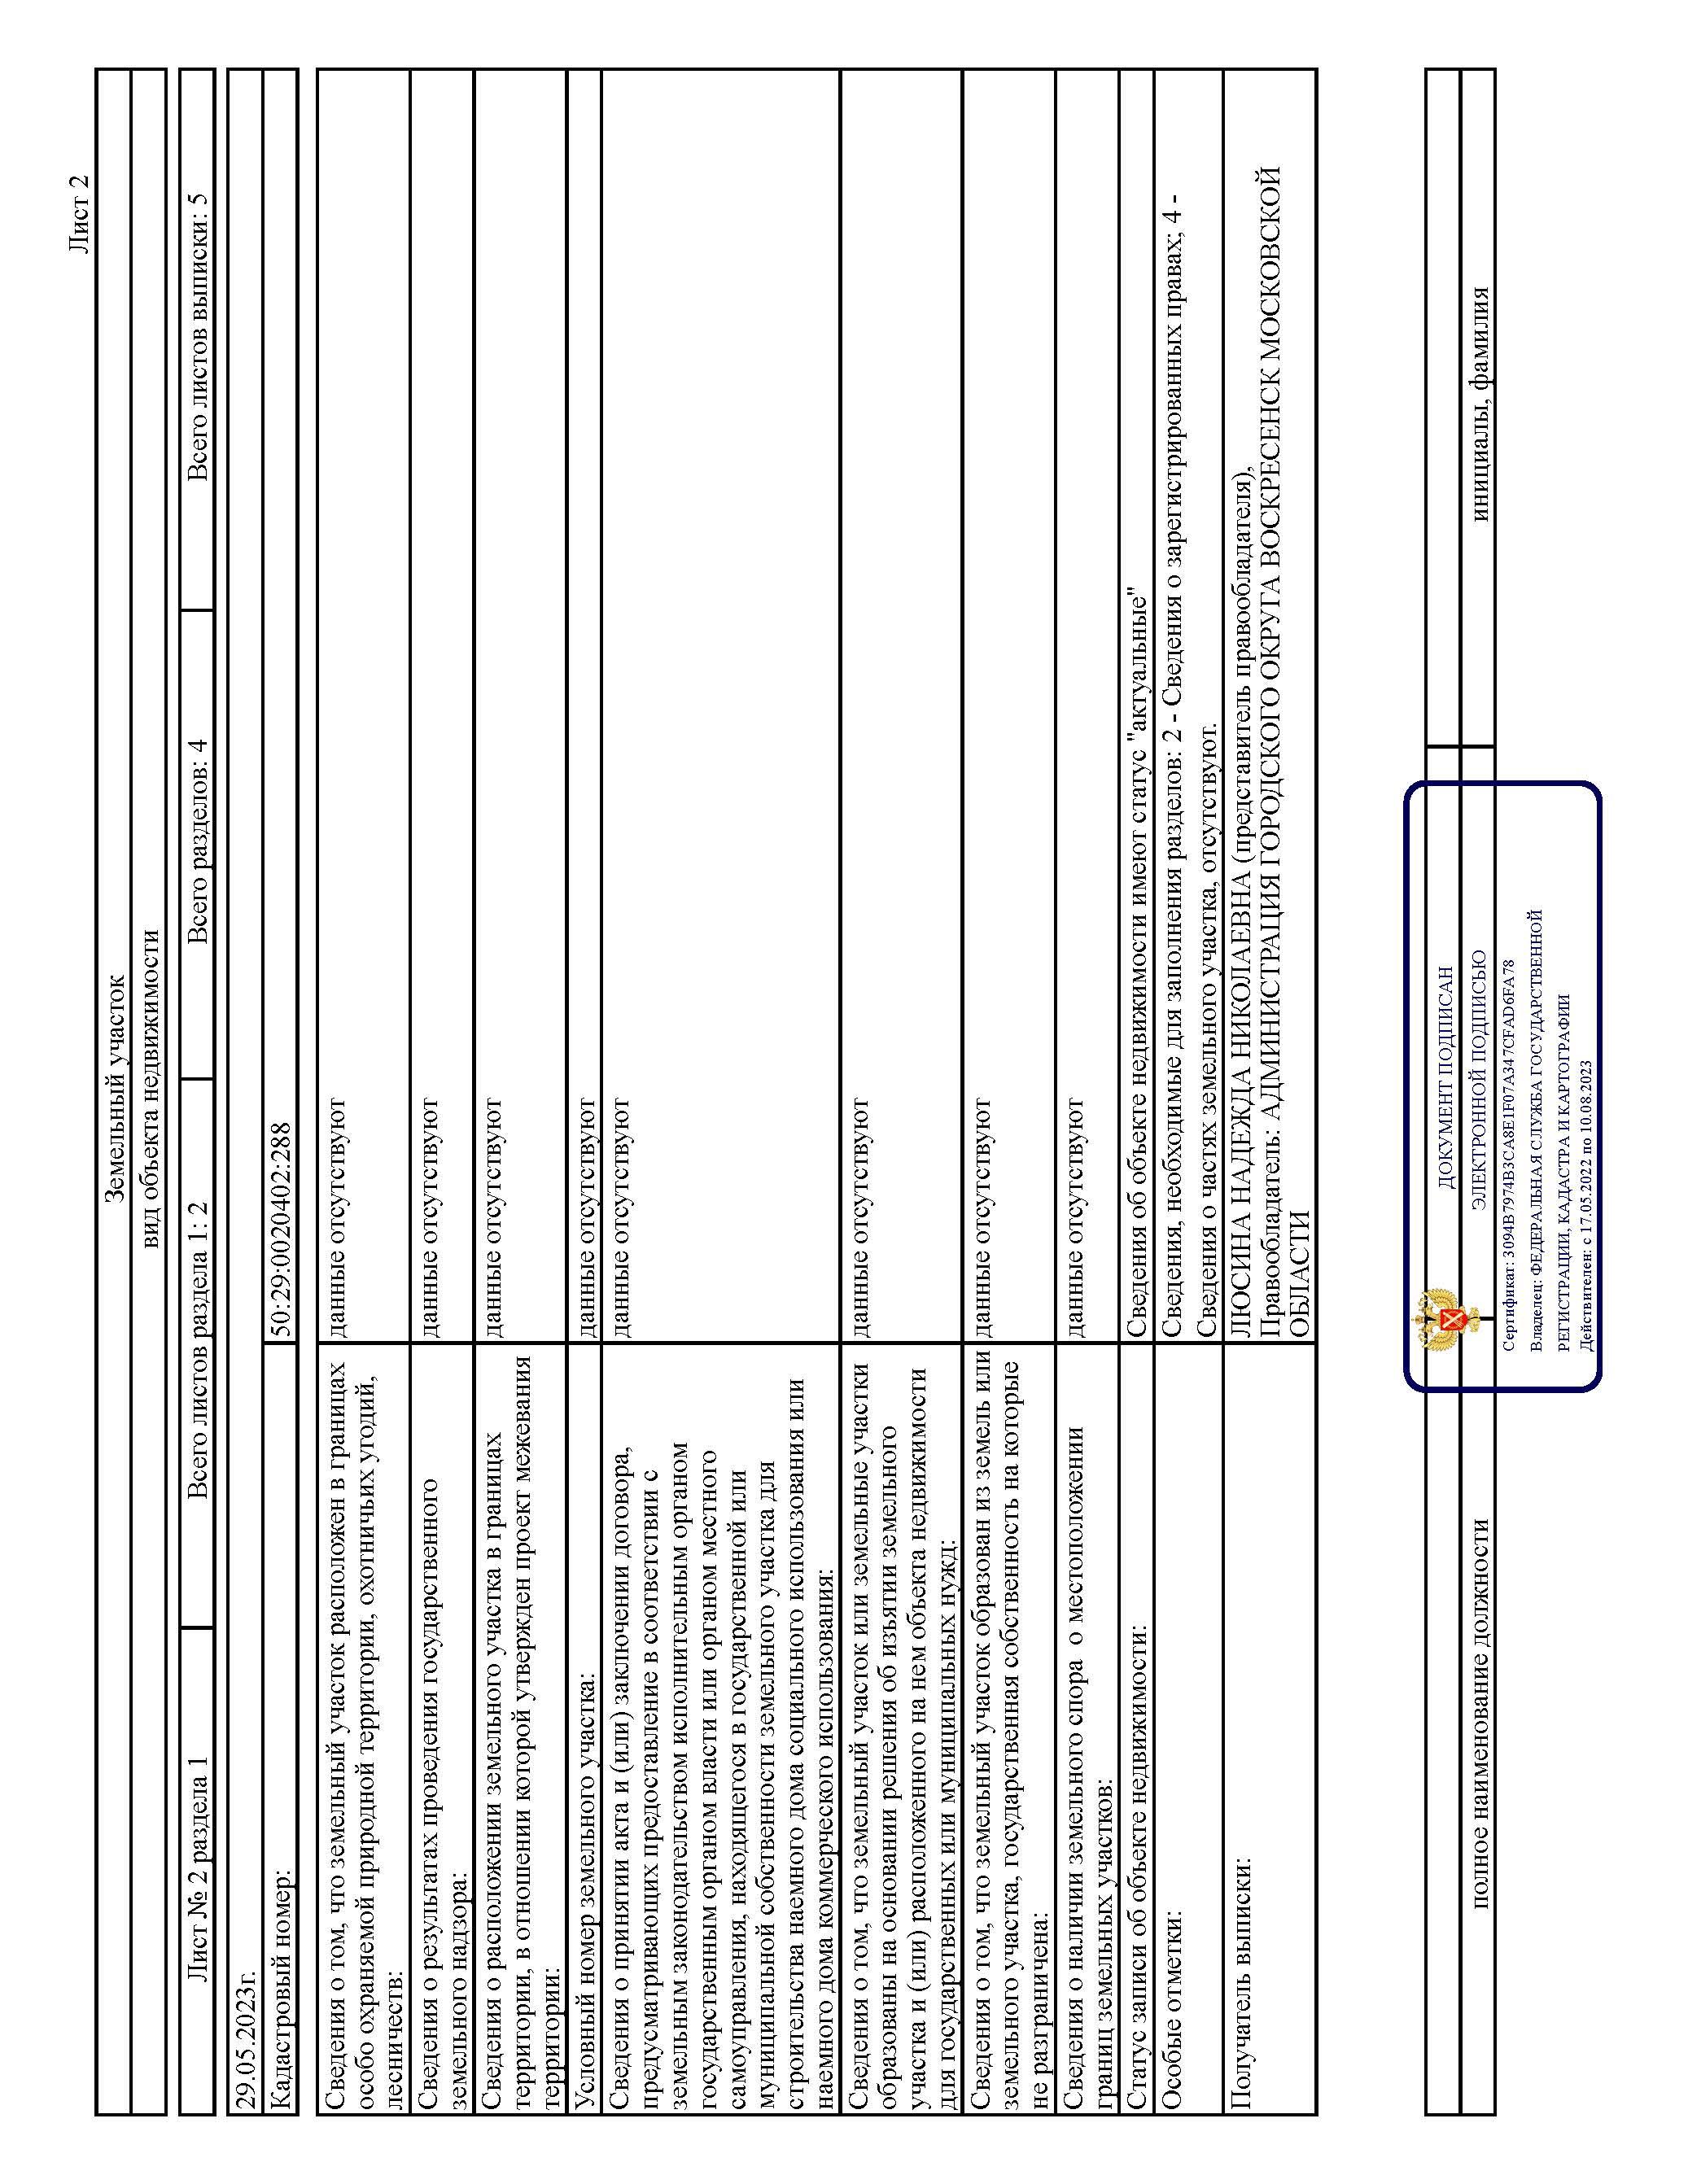 Лист 2
Земельный участок
вид объекта недвижимости
Лист № 2 раздела 1
Всего листов раздела 1: 2
Всего разделов: 4
Всего листов выписки: 5
29.05.2023г.
Кадастровый номер:
50:29:0020402:288
Сведения о том, что земельный участок расположен в границах
особо охраняемой природной территории, охотничьих угодий,
лесничеств:
данные отсутствуют
Сведения о результатах проведения государственного
земельного надзора:
данные отсутствуют
Сведения о расположении земельного участка в границах
территории, в отношении которой утвержден проект межевания
территории:
данные отсутствуют
Условный номер земельного участка:
данные отсутствуют
Сведения о принятии акта и (или) заключении договора,
предусматривающих предоставление в соответствии с
земельным законодательством исполнительным органом
государственным органом власти или органом местного
самоуправления, находящегося в государственной или
муниципальной собственности земельного участка для
строительства наемного дома социального использования или
наемного дома коммерческого использования:
данные отсутствуют
Сведения о том, что земельный участок или земельные участки
образованы на основании решения об изъятии земельного
участка и (или) расположенного на нем объекта недвижимости
для государственных или муниципальных нужд:
данные отсутствуют
Сведения о том, что земельный участок образован из земель или
земельного участка, государственная собственность на которые
не разграничена:
данные отсутствуют
Сведения о наличии земельного спора о местоположении
границ земельных участков:
данные отсутствуют
Статус записи об объекте недвижимости:
Сведения об объекте недвижимости имеют статус "актуальные"
Особые отметки:
Сведения, необходимые для заполнения разделов: 2 - Сведения о зарегистрированных правах; 4 -
Сведения о частях земельного участка, отсутствуют.
Получатель выписки:
ЛЮСИНА НАДЕЖДА НИКОЛАЕВНА (представитель правообладателя),
Правообладатель: АДМИНИСТРАЦИЯ ГОРОДСКОГО ОКРУГА ВОСКРЕСЕНСК МОСКОВСКОЙ
ОБЛАСТИ
полное наименование должности
инициалы, фамилия
ДОКУМЕНТ ПОДПИСАН
ЭЛЕКТРОННОЙ ПОДПИСЬЮ
Сертификат: 3094B7974B3CA8E1F07A347CFAD6FA78
Владелец: ФЕДЕРАЛЬНАЯ СЛУЖБА ГОСУДАРСТВЕННОЙ
РЕГИСТРАЦИИ, КАДАСТРА И КАРТОГРАФИИ
Действителен: с 17.05.2022 по 10.08.2023